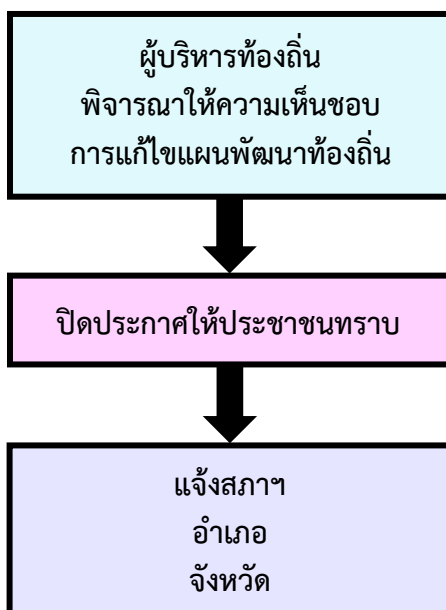 ผู้บริหารท้องถิ่น
พิจารณาให้ความเห็นชอบ
การแก้ไขแผนพัฒนาท้องถิ่น
ปิดประกาศให้ประชาชนทราบ
แจ้งสภาฯ
อำเภอ
จังหวัด